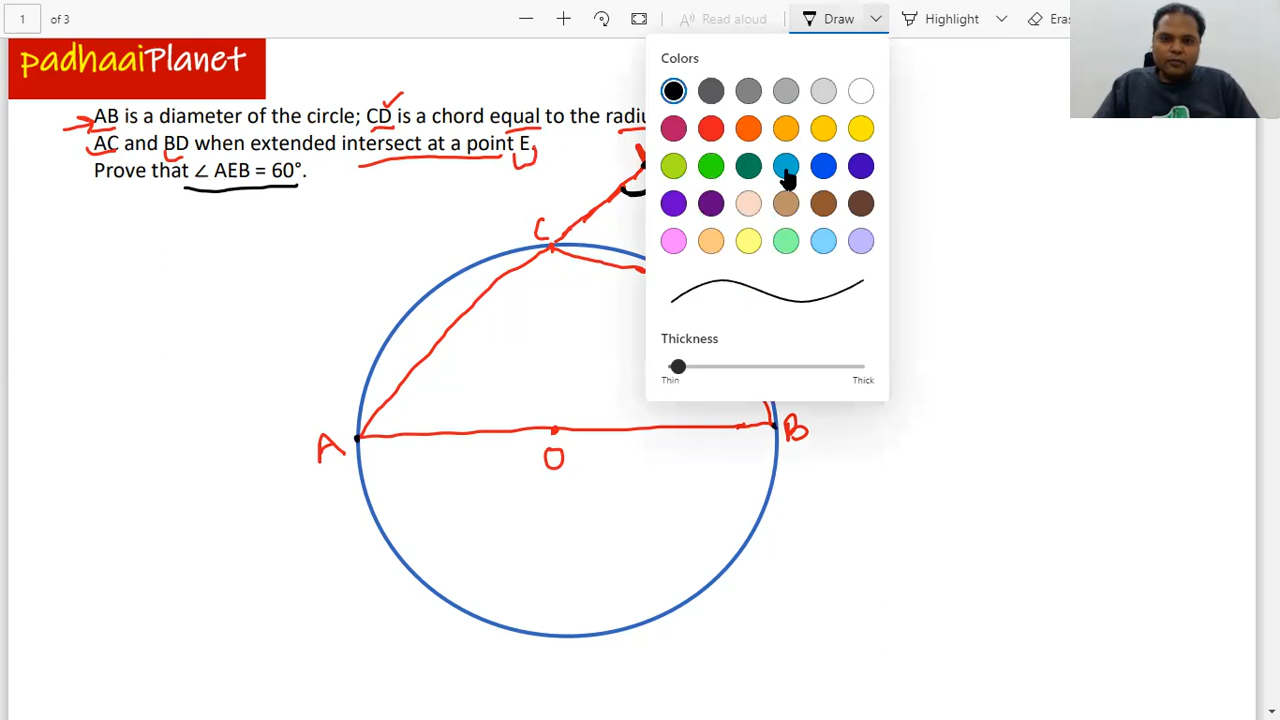 1 of 3
Read aloud
Draw
Highlight
padhaaiPlanet
Colors
AB is a diameter of the circle; CD is a chord equal to the
AC and BD when extended intersect at a point E.
Prove that ∠ AEB = 60°.
C
Thickness
Thin Thick
A
B
O